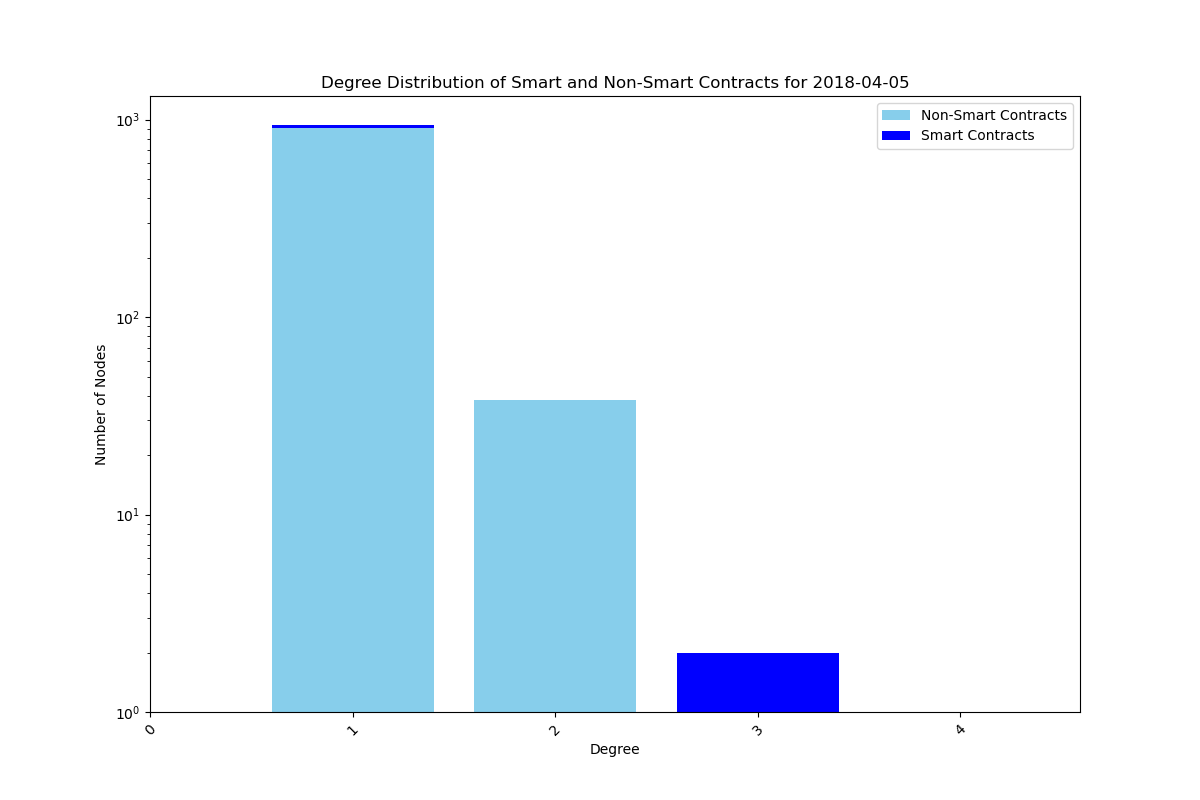 Degree Distribution of Smart and Non-Smart Contracts for 2018-04-05
Non-Smart Contracts
Smart Contracts
Number of Nodes
10³
10²
10¹
10⁰
0 1 2 3 4
Degree